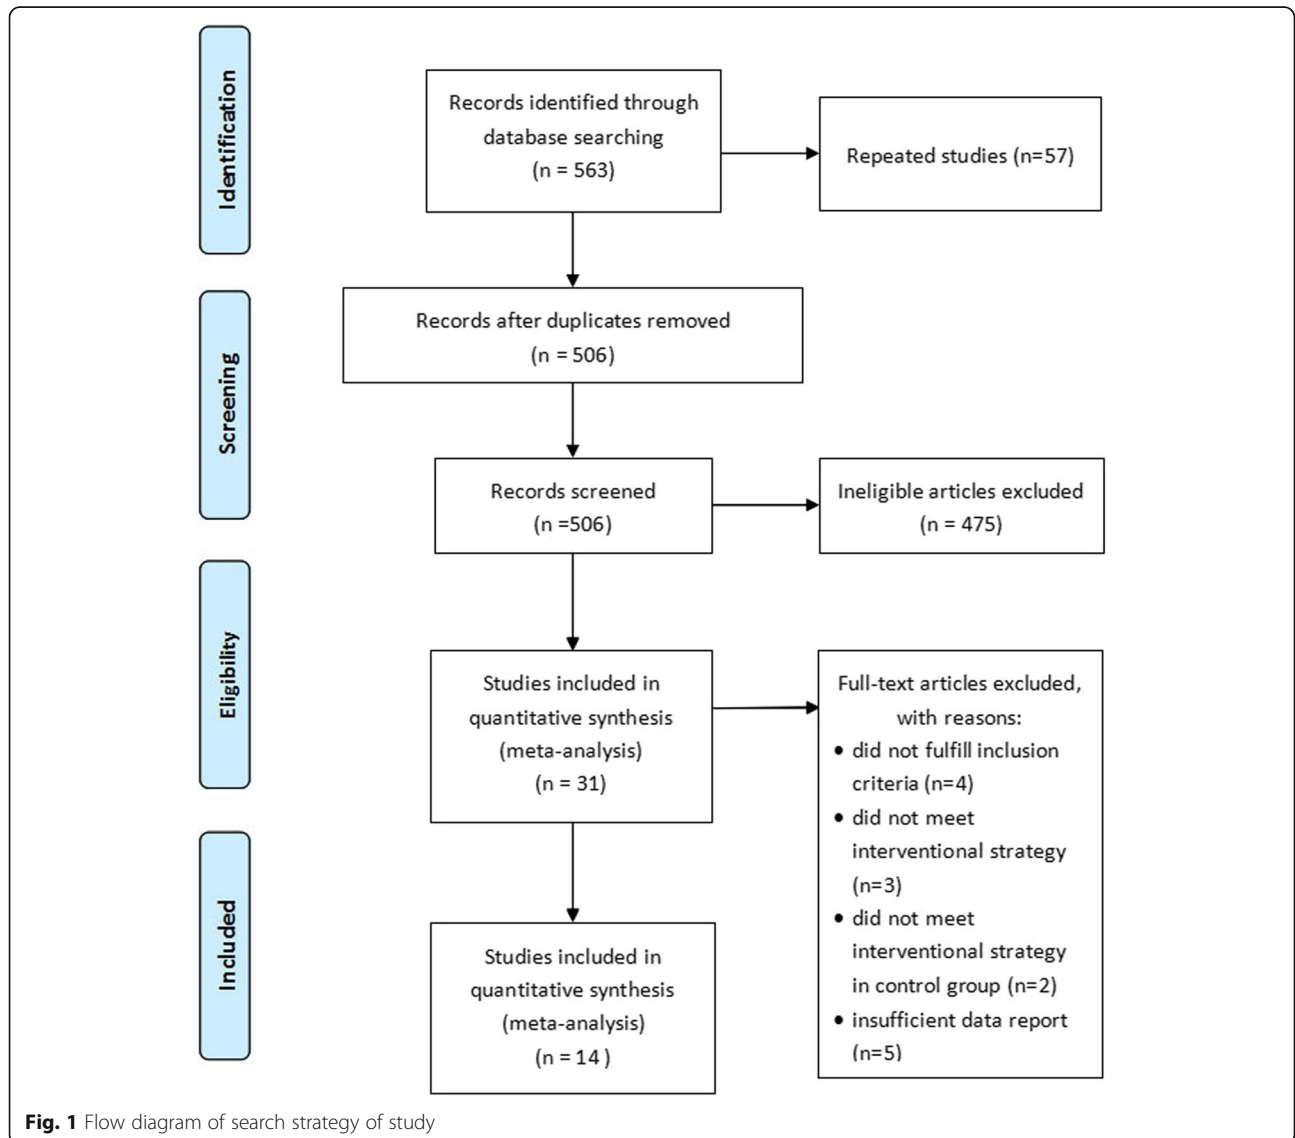 Identification
Records identified through
database searching
(n = 563)
Repeated studies (n=57)
Screening
Records after duplicates removed
(n = 506)
Records screened
(n =506)
Ineligible articles excluded
(n = 475)
Eligibility
Studies included in
quantitative synthesis
(meta-analysis)
(n = 31)
Full-text articles excluded,
with reasons:
• did not fulfill inclusion
criteria (n=4)
• did not meet
interventional strategy
(n=3)
• did not meet
interventional strategy
in control group (n=2)
• insufficient data report
(n=5)
Included
Studies included in
quantitative synthesis
(meta-analysis)
(n = 14 )
Fig. 1 Flow diagram of search strategy of study